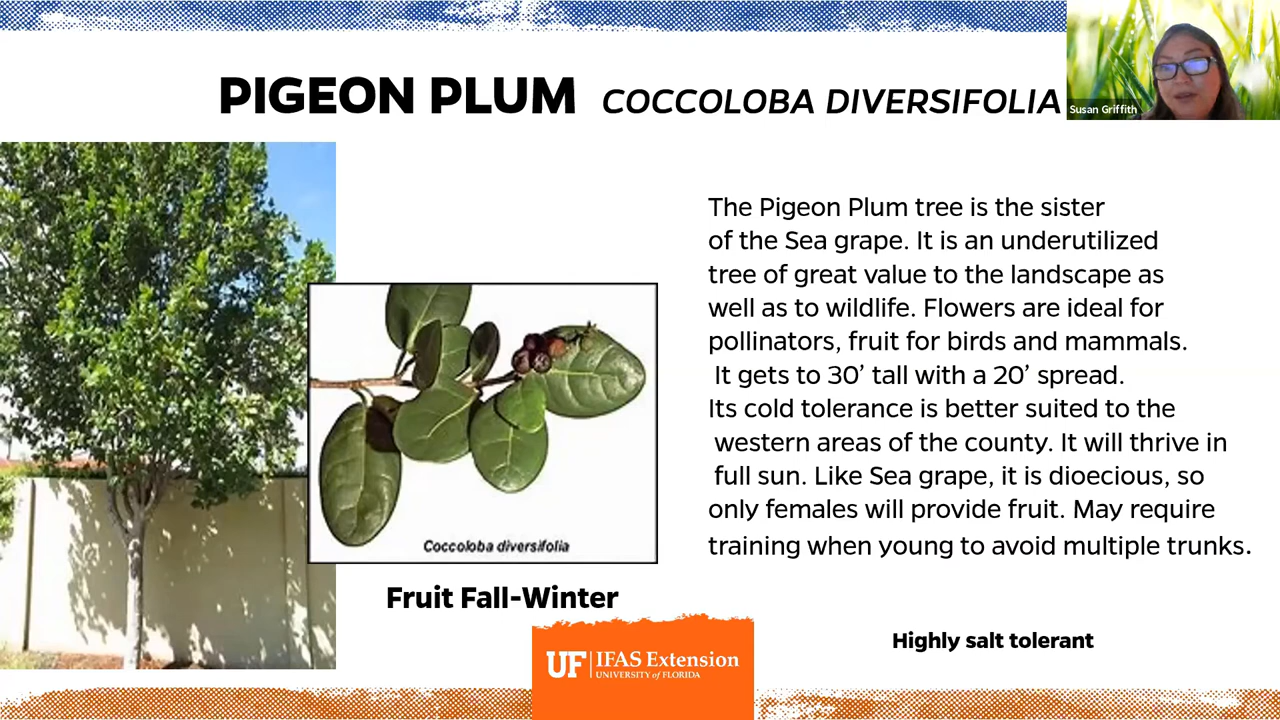 PIGEON PLUM COCCOLOBA DIVERSIFOLIA
Susan Griffith
The Pigeon Plum tree is the sister
of the Sea grape. It is an underutilized
tree of great value to the landscape as
well as to wildlife. Flowers are ideal for
pollinators, fruit for birds and mammals.
It gets to 30’ tall with a 20’ spread.
Its cold tolerance is better suited to the
western areas of the county. It will thrive in
full sun. Like Sea grape, it is dioecious, so
only females will provide fruit. May require
training when young to avoid multiple trunks.
Coccoloba diversifolia
Fruit Fall-Winter
Highly salt tolerant
UF IFAS Extension
UNIVERSITY of FLORIDA